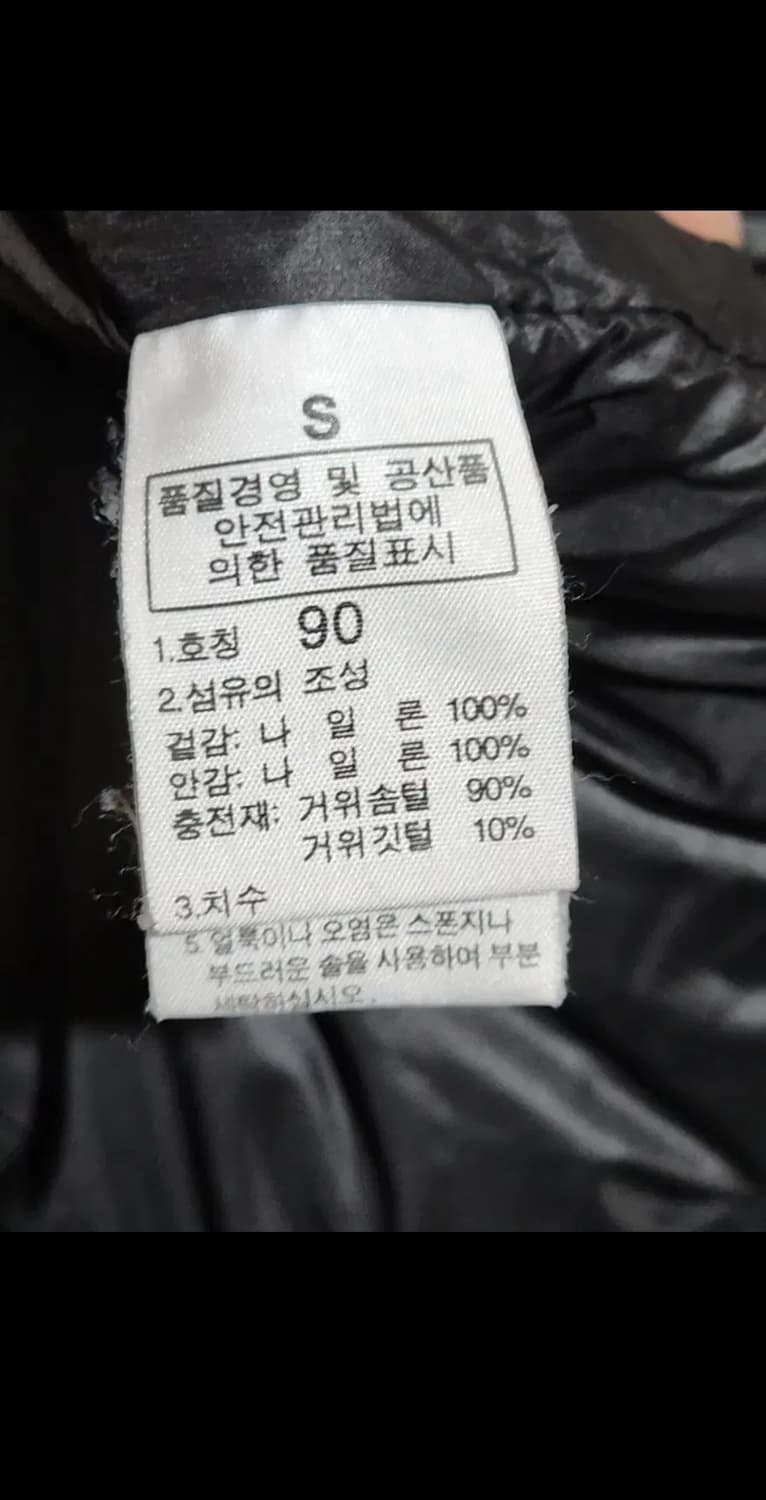 S
품질경영 및 공산품
안전관리법에
의한 품질표시
1.호칭 90
2.섬유의 조성
겉감: 나 일 론 100%
안감: 나 일 론 100%
충전재: 거위솜털 90%
거위깃털 10%
3.치수
5. 얼룩이나 오염은 스폰지나
부드러운 솔을 사용하여 부분
세탁하십시오.